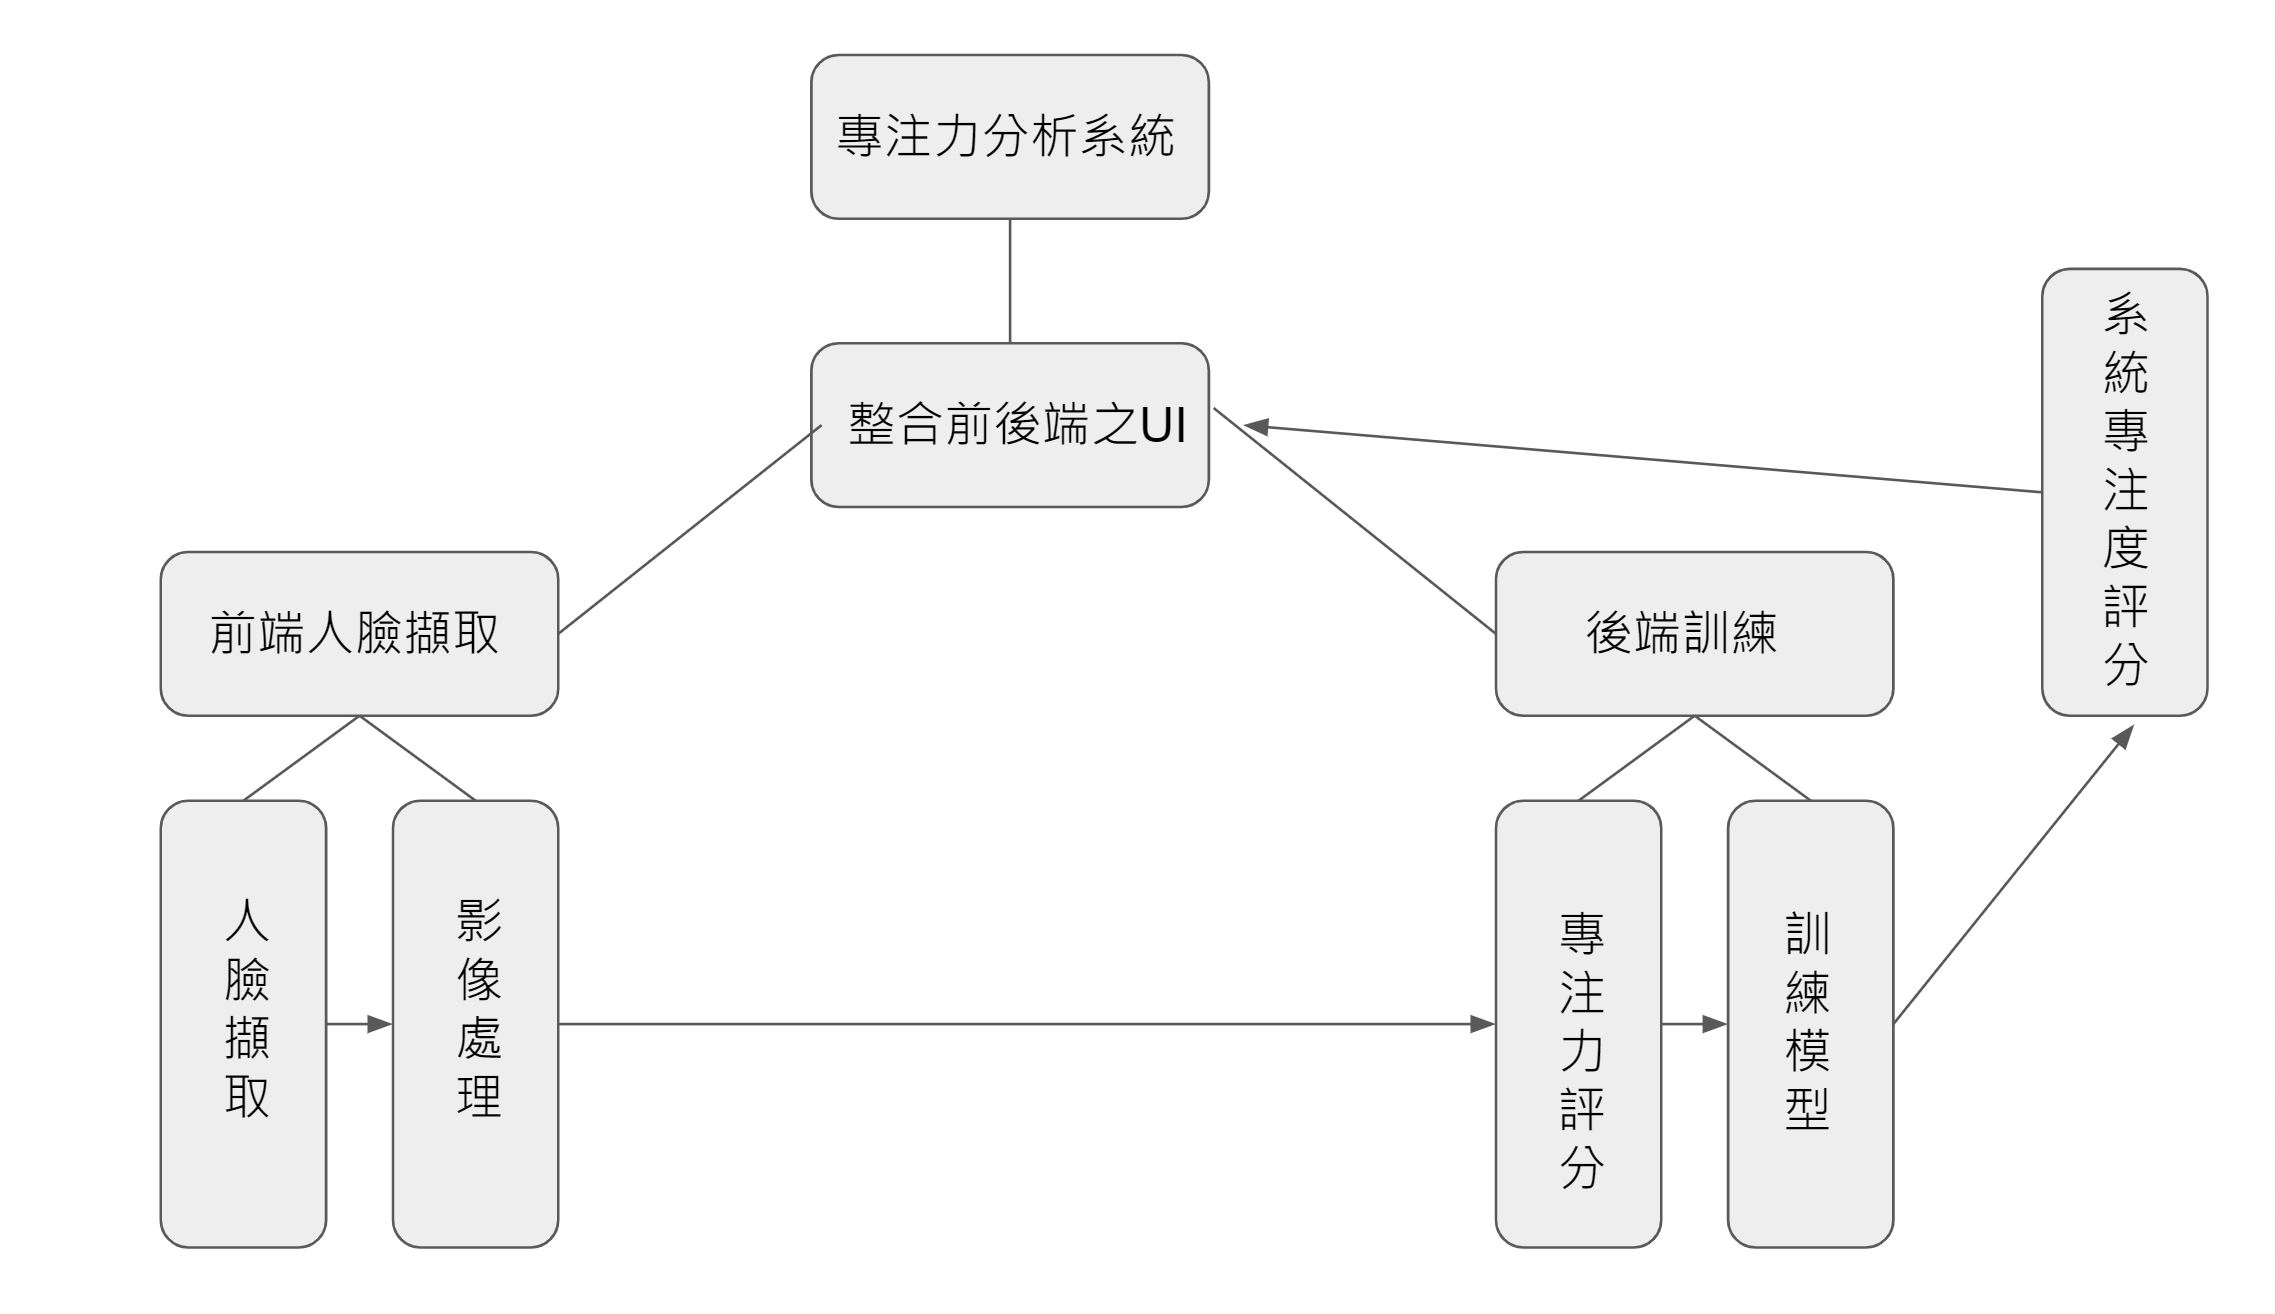 專注力分析系統
整合前後端之UI
系統專注度評分
前端人臉擷取
後端訓練
人臉擷取
影像處理
專注力評分
訓練模型